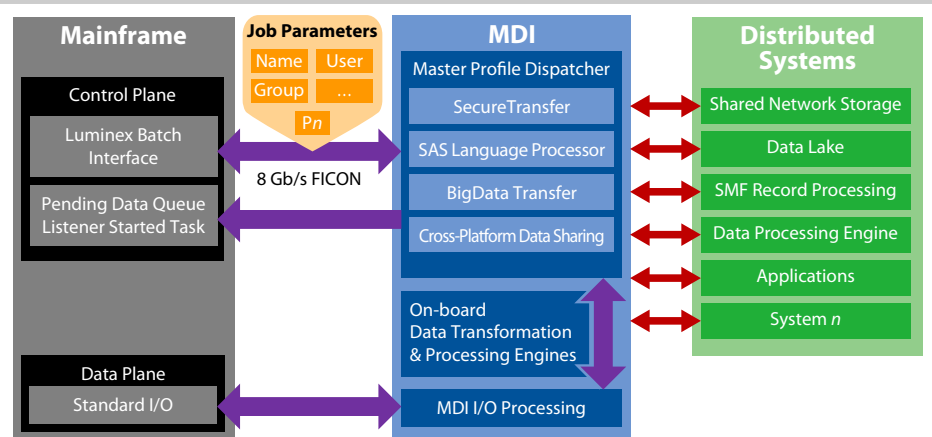 Mainframe
Control Plane
Luminex Batch
Interface
Pending Data Queue
Listener Started Task
Data Plane
Standard I/O
Job Parameters
Name
User
Group
...
Pn
8 Gb/s FICON
MDI
Master Profile Dispatcher
SecureTransfer
SAS Language Processor
BigData Transfer
Cross-Platform Data Sharing
On-board
Data Transformation
& Processing Engines
MDI I/O Processing
Distributed
Systems
Shared Network Storage
Data Lake
SMF Record Processing
Data Processing Engine
Applications
System n